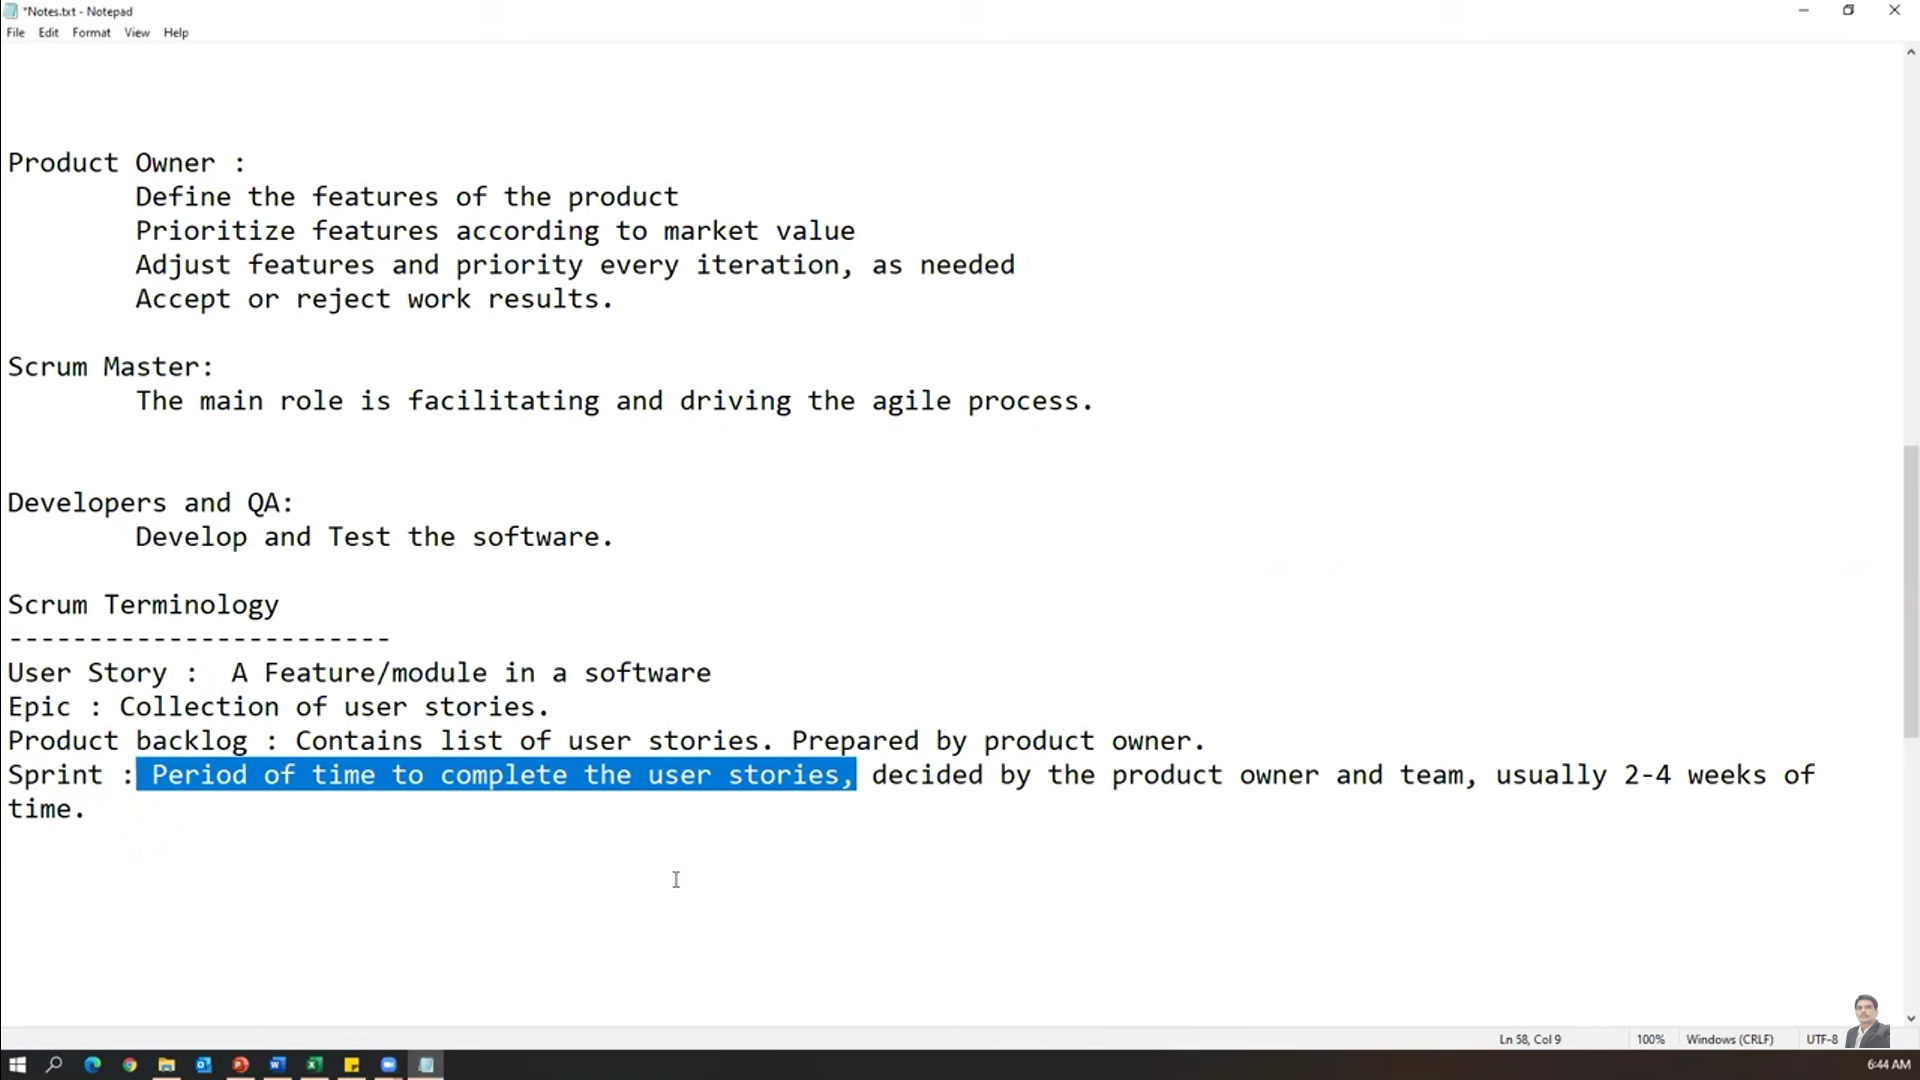 *Notes.txt - Notepad
File Edit Format View Help
Product Owner :
Define the features of the product
Prioritize features according to market value
Adjust features and priority every iteration, as needed
Accept or reject work results.
Scrum Master:
The main role is facilitating and driving the agile process.
Developers and QA:
Develop and Test the software.
Scrum Terminology
------------------------
User Story :  A Feature/module in a software
Epic : Collection of user stories.
Product backlog : Contains list of user stories. Prepared by product owner.
Sprint : Period of time to complete the user stories, decided by the product owner and team, usually 2-4 weeks of
time.
Ln 58, Col 9 100% Windows (CRLF) UTF-8
6:44 AM